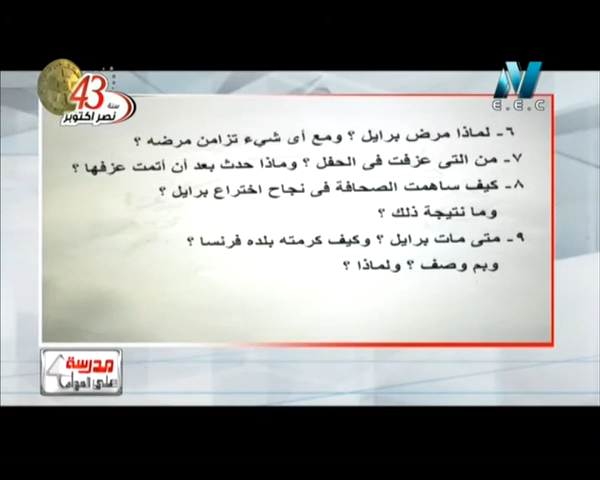 43
سنة
نصر اكتوبر
E.E.C
٦- لماذا مرض برايل ؟ ومع أى شيء تزامن مرضه ؟
٧- من التى عزفت فى الحفل ؟ وماذا حدث بعد أن أتمت عزفها ؟
٨- كيف ساهمت الصحافة فى نجاح اختراع برايل ؟
وما نتيجة ذلك ؟
٩- متى مات برايل ؟ وكيف كرمته بلده فرنسا ؟
وبم وصف ؟ ولماذا ؟
مدرسة
على الهواء